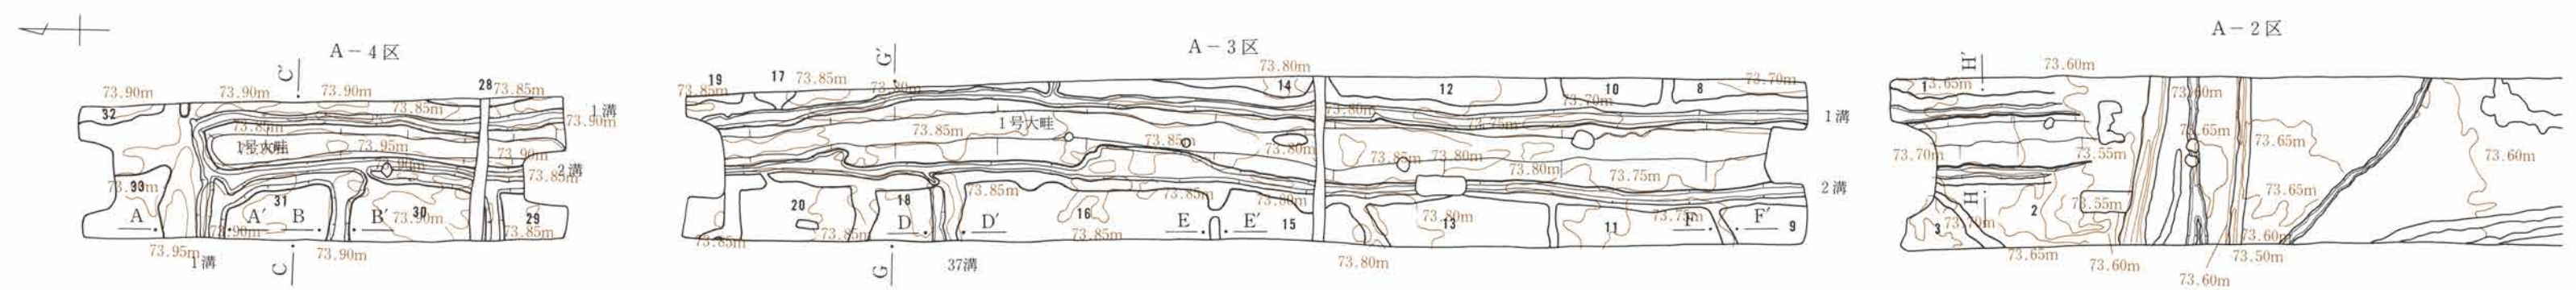 A－4区
C′
28
73.90m
73.90m
73.90m
73.85m
73.85m
1溝
32
73.85m
73.90m
1号大畦
73.95m
73.90m
2溝
73.90m
73.85m
33
73.90m
31
30
29
A
A′
B
B′
73.90m
73.90m
73.85m
73.95m
1溝
C
73.90m
A－3区
G′
19
17
73.85m
73.80m
73.80m
73.85m
14
12
10
8
73.70m
73.80m
73.70m
1溝
73.85m
1号大畦
73.85m
73.80m
73.75m
73.85m
73.80m
73.80m
73.75m
2溝
20
18
73.85m
16
73.85m
73.80m
D
D′
E
E′
15
73.80m
13
11
73.75m
F
F′
9
73.85m
73.85m
73.85m
G
37溝
73.80m
A－2区
H′
1
73.65m
73.60m
73.60m
73.65m
73.65m
73.70m
73.55m
73.60m
H
2
73.55m
73.65m
3
73.70m
73.60m
73.65m
73.60m
73.50m
73.60m